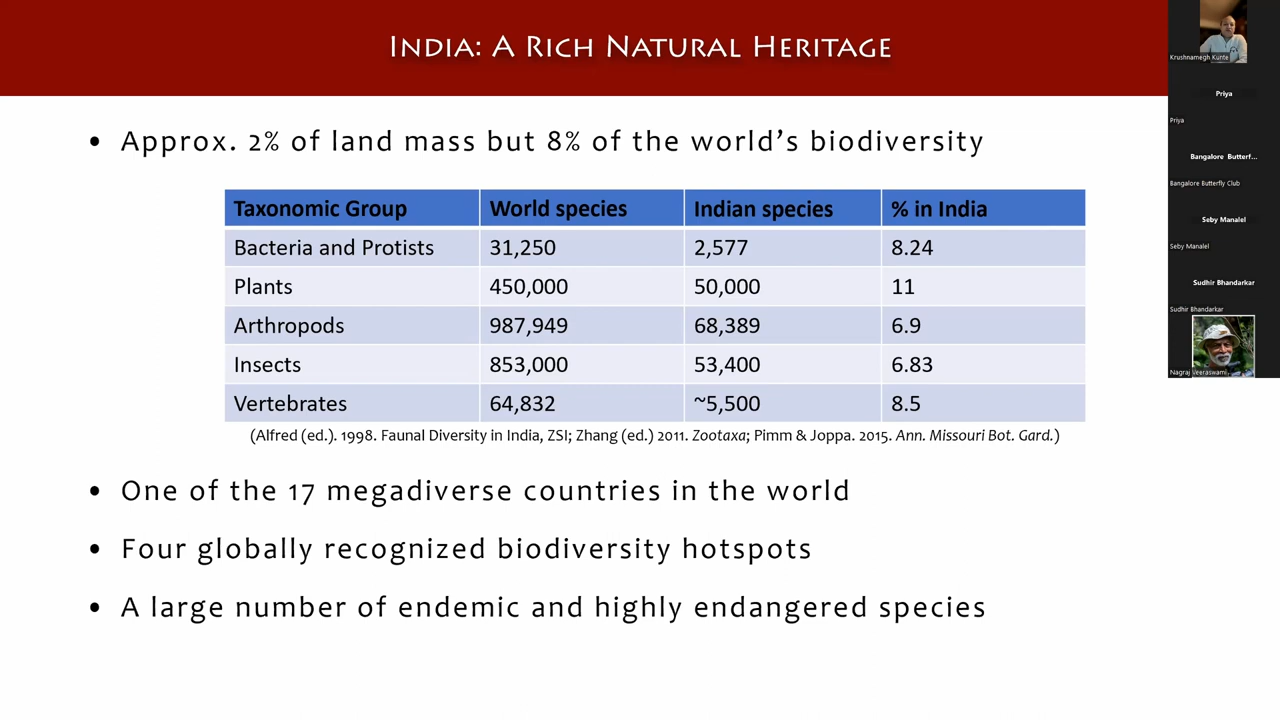 India: A Rich Natural Heritage
• Approx. 2% of land mass but 8% of the world’s biodiversity
Taxonomic Group World species Indian species % in India
Bacteria and Protists 31,250 2,577 8.24
Plants 450,000 50,000 11
Arthropods 987,949 68,389 6.9
Insects 853,000 53,400 6.83
Vertebrates 64,832 ~5,500 8.5
(Alfred (ed.). 1998. Faunal Diversity in India, ZSI; Zhang (ed.) 2011. Zootaxa; Pimm & Joppa. 2015. Ann. Missouri Bot. Gard.)
• One of the 17 megadiverse countries in the world
• Four globally recognized biodiversity hotspots
• A large number of endemic and highly endangered species
Krushnamegh Kunte
Priya
Priya
Bangalore Butterf...
Bangalore Butterfly Club
Seby Manalel
Seby Manalel
Sudhir Bhandarkar
Sudhir Bhandarkar
Nagraj Veeraswami